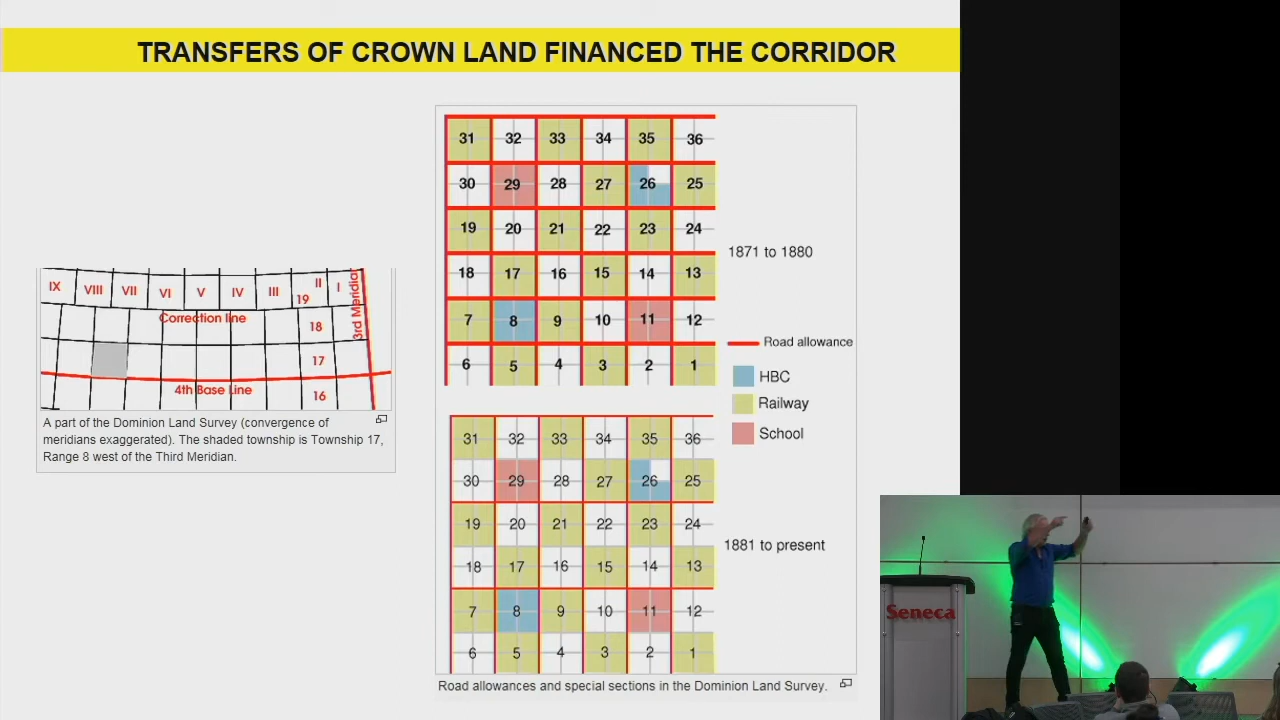 TRANSFERS OF CROWN LAND FINANCED THE CORRIDOR
IX VIII VII VI V IV III II I
19
3rd Meridian
Correction line
18
17
4th Base Line
16
A part of the Dominion Land Survey (convergence of
meridians exaggerated). The shaded township is Township 17,
Range 8 west of the Third Meridian.
31 32 33 34 35 36
30 29 28 27 26 25
19 20 21 22 23 24
18 17 16 15 14 13
7 8 9 10 11 12
6 5 4 3 2 1
1871 to 1880
Road allowance
HBC
Railway
School
31 32 33 34 35 36
30 29 28 27 26 25
19 20 21 22 23 24
18 17 16 15 14 13
7 8 9 10 11 12
6 5 4 3 2 1
1881 to present
Road allowances and special sections in the Dominion Land Survey.
Seneca